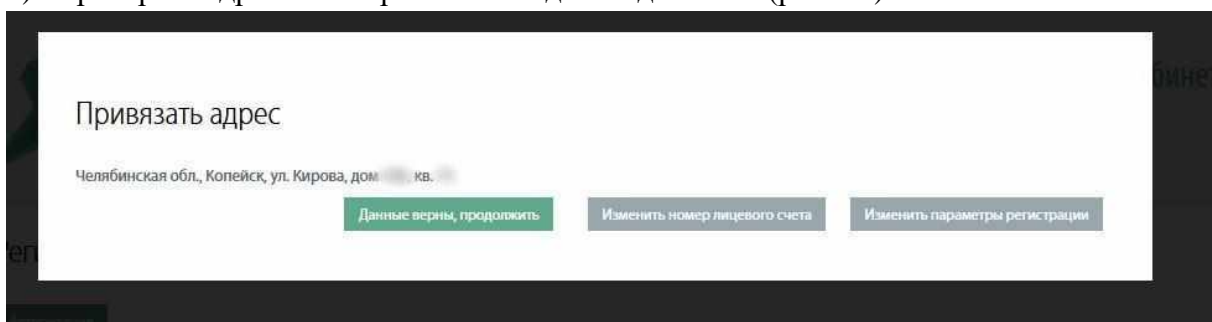 Привязать адрес
Челябинская обл., Копейск, ул. Кирова, дом , кв.
Данные верны, продолжить
Изменить номер лицевого счета
Изменить параметры регистрации